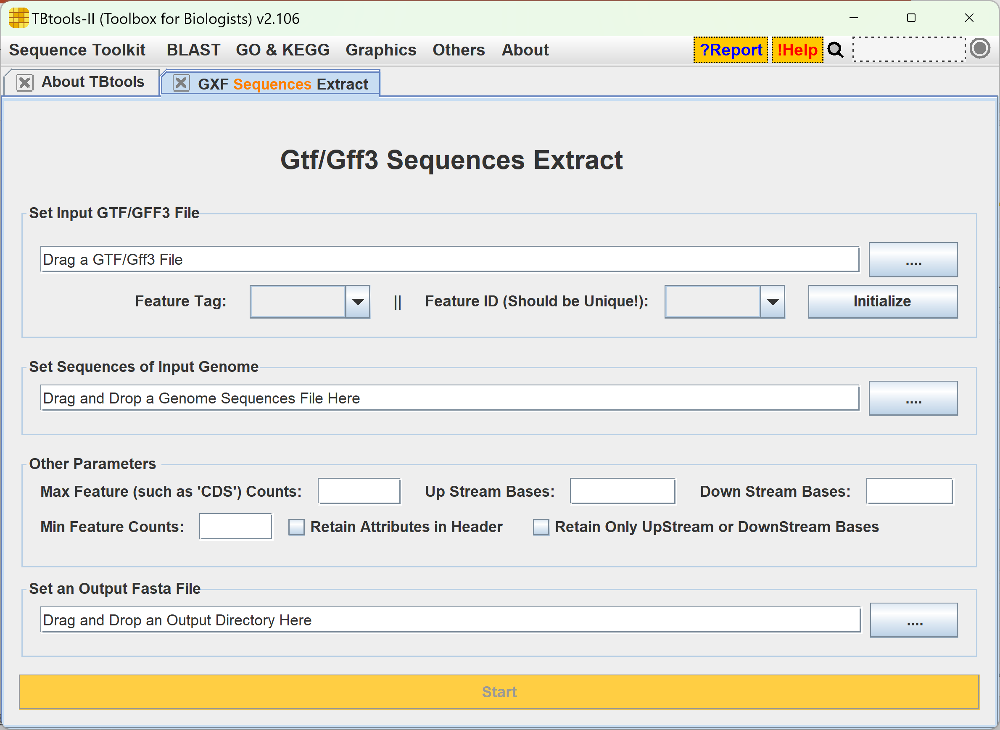 TBtools-II (Toolbox for Biologists) v2.106
Sequence Toolkit BLAST GO & KEGG Graphics Others About ?Report !Help
About TBtools GXF Sequences Extract
Gtf/Gff3 Sequences Extract
Set Input GTF/GFF3 File
Drag a GTF/Gff3 File ....
Feature Tag: || Feature ID (Should be Unique!): Initialize
Set Sequences of Input Genome
Drag and Drop a Genome Sequences File Here ....
Other Parameters
Max Feature (such as 'CDS') Counts: Up Stream Bases: Down Stream Bases:
Min Feature Counts: Retain Attributes in Header Retain Only UpStream or DownStream Bases
Set an Output Fasta File
Drag and Drop an Output Directory Here ....
Start